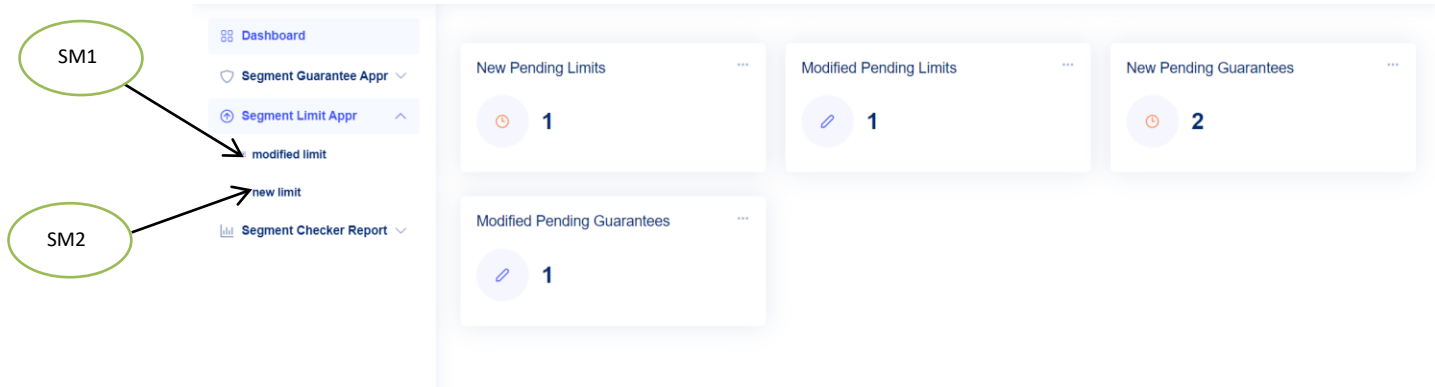 SM1
SM2
Dashboard
Segment Guarantee Appr
Segment Limit Appr
modified limit
new limit
Segment Checker Report
New Pending Limits
1
Modified Pending Limits
1
New Pending Guarantees
2
Modified Pending Guarantees
1